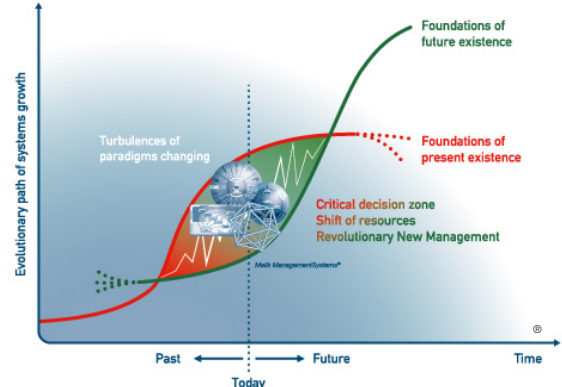 Foundations of
future existence
Evolutionary path of systems growth
Turbulences of
paradigms changing
Foundations of
present existence
Critical decision zone
Shift of resources
Revolutionary New Management
Malik ManagementSystems®
®
Past
Future
Time
Today